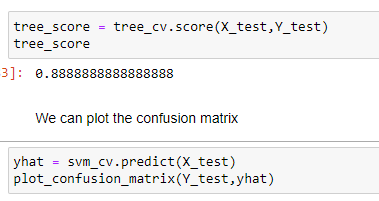 tree_score = tree_cv.score(X_test,Y_test)
tree_score
3]: 0.8888888888888888
We can plot the confusion matrix
yhat = svm_cv.predict(X_test)
plot_confusion_matrix(Y_test,yhat)